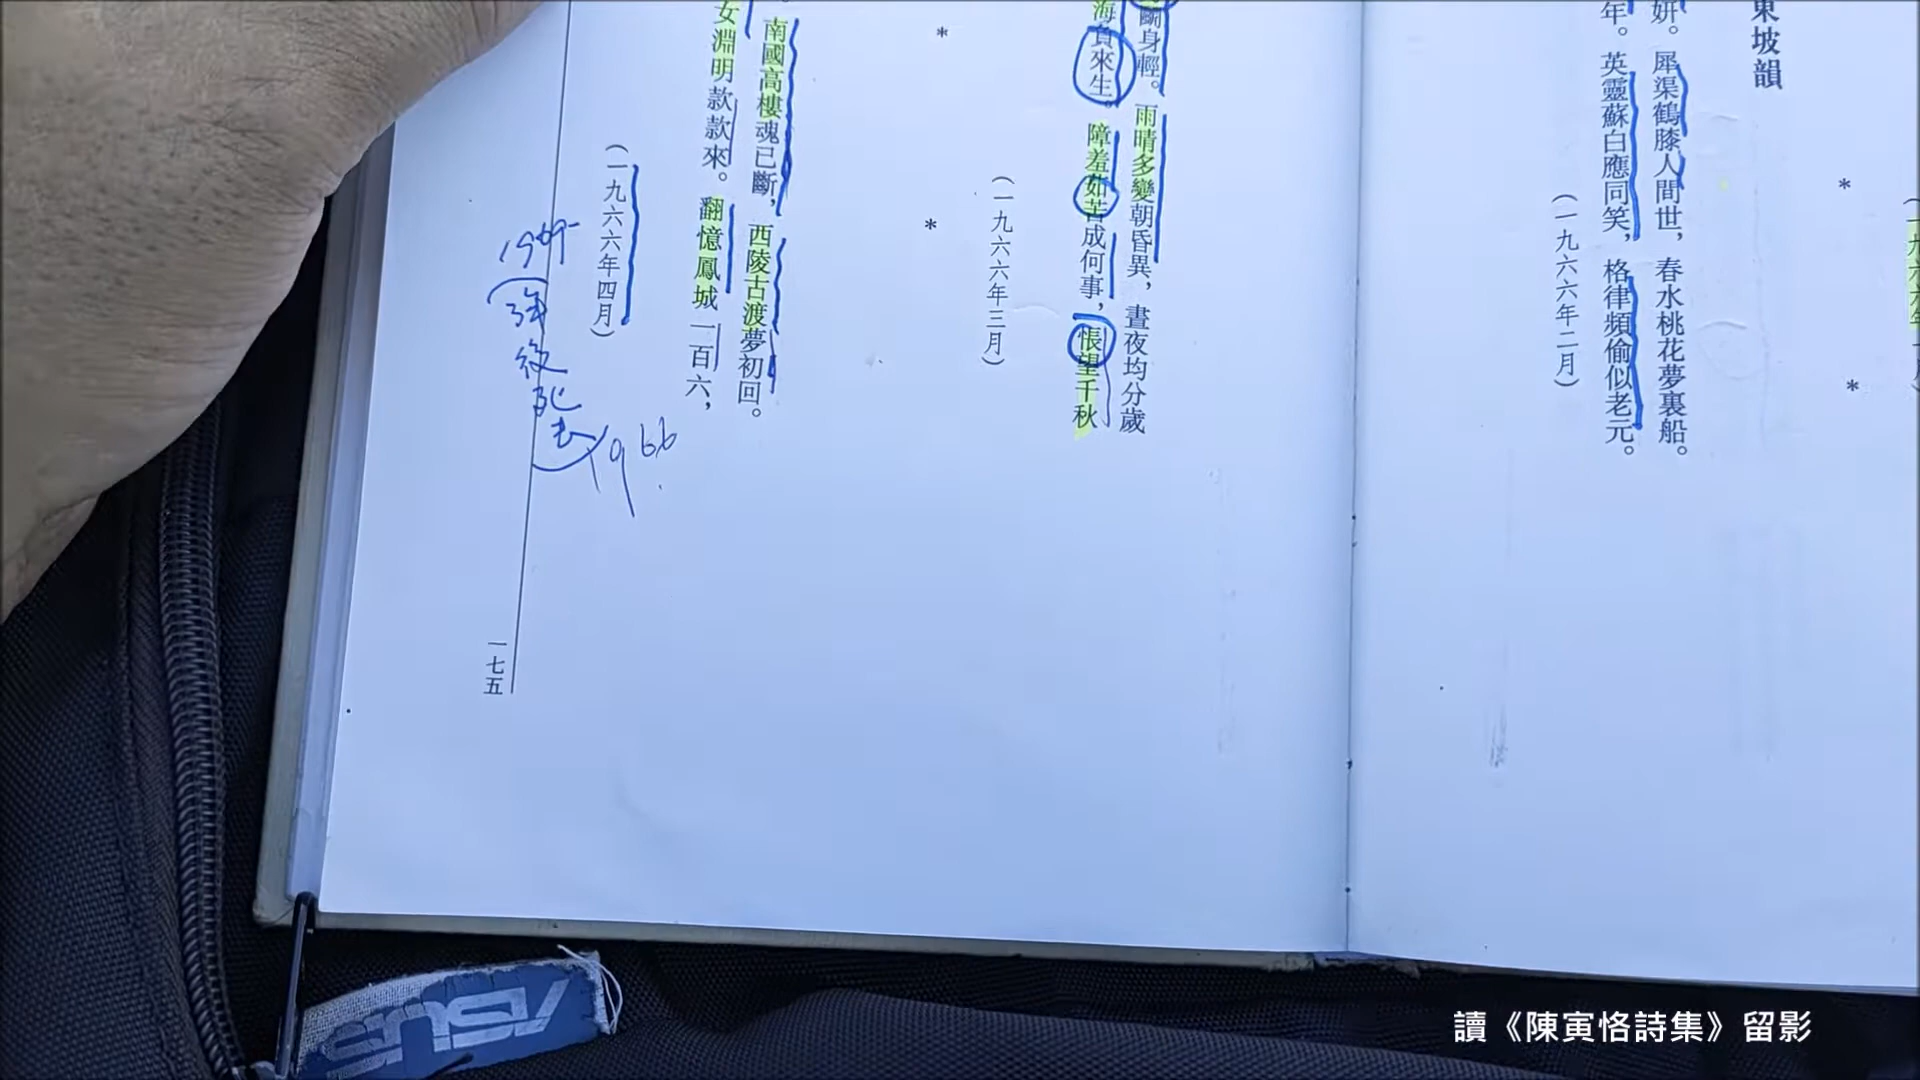 東坡韻
妍。犀渠鶴膝人間世，春水桃花夢裏船。
年。英靈蘇白應同笑，格律頻偷似老元。
（一九六六年二月）
*
*
身輕。雨晴多變朝昏異，晝夜均分歲
海負來生。障羞茹苦成何事，悵望千秋
（一九六六年三月）
*
*
南國高樓魂已斷，西陵古渡夢初回。
女淵明款款來。翻憶鳳城一百六，
（一九六六年四月）
1969
後
死去
1966
一七五
ASUS
讀《陳寅恪詩集》留影